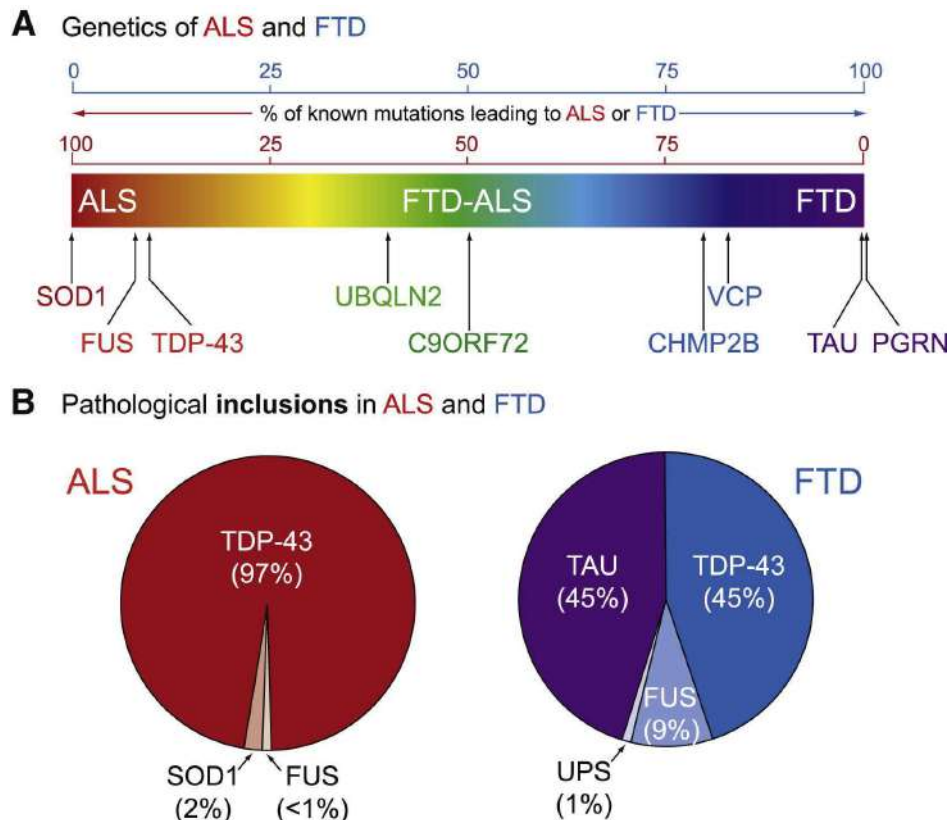 A Genetics of ALS and FTD
0 25 50 75 100
% of known mutations leading to ALS or FTD
100 25 50 75 0
ALS FTD-ALS FTD
SOD1 UBQLN2 VCP
FUS TDP-43 C9ORF72 CHMP2B TAU PGRN
B Pathological inclusions in ALS and FTD
ALS FTD
TDP-43
(97%)
SOD1
(2%)
FUS
(<1%)
TAU
(45%)
TDP-43
(45%)
FUS
(9%)
UPS
(1%)